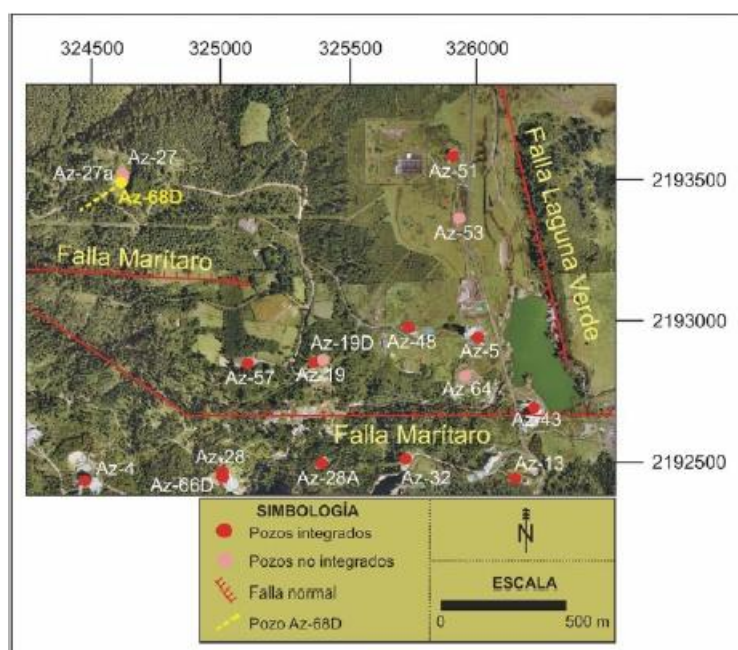 324500 325000 325500 326000
Az-27
Az-27a
Az-68D
Az-51
2193500
Falla Laguna Verde
Az-53
Falla Marítaro
2193000
Az-19D
Az-48
Az-5
Az-57
Az-19
Az-64
Az-43
Falla Marítaro
Az-4
Az-28
Az-66D
Az-28A
Az-32
Az-13
2192500
SIMBOLOGÍA
Pozos integrados
Pozos no integrados
Falla normal
Pozo Az-68D
N
ESCALA
0 500 m